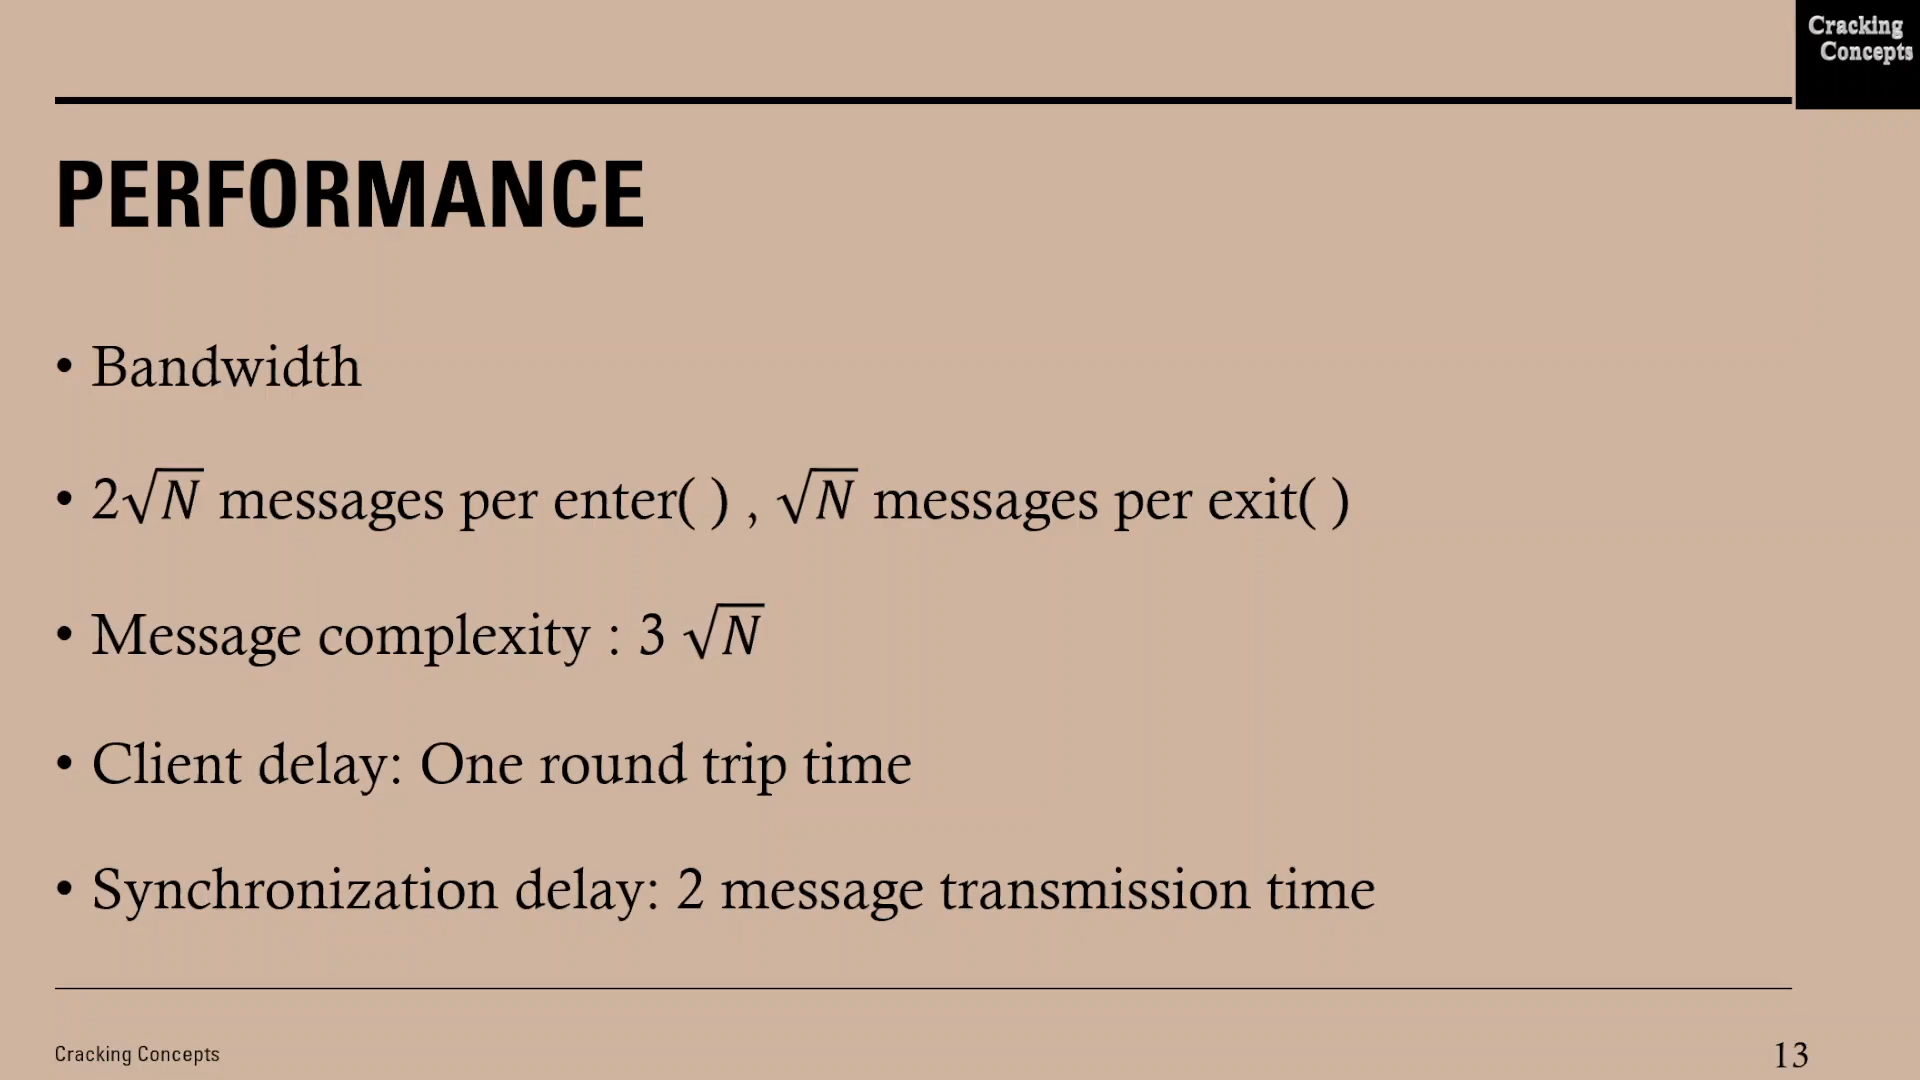 Cracking
Concepts
PERFORMANCE
• Bandwidth
• 2√N messages per enter( ) , √N messages per exit( )
• Message complexity : 3 √N
• Client delay: One round trip time
• Synchronization delay: 2 message transmission time
Cracking Concepts
13